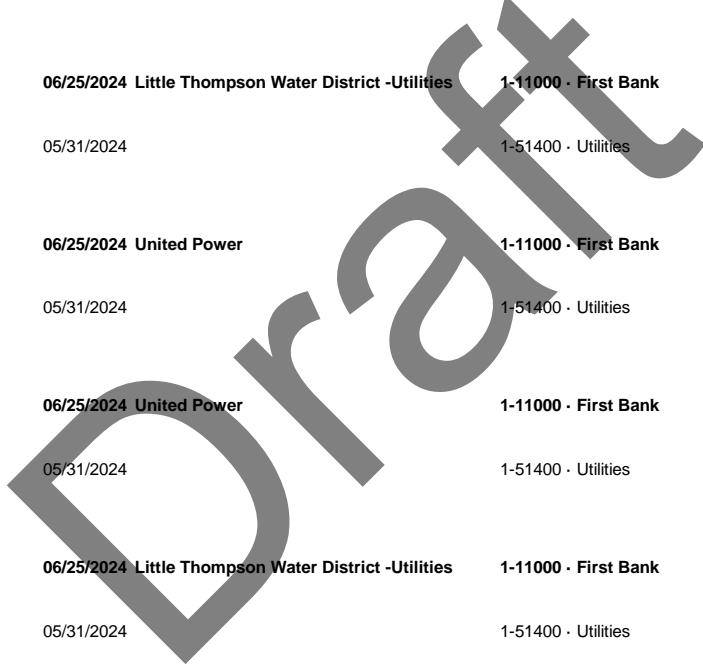 06/25/2024 Little Thompson Water District -Utilities 1-11000 · First Bank
05/31/2024 1-51400 · Utilities
06/25/2024 United Power 1-11000 · First Bank
05/31/2024 1-51400 · Utilities
06/25/2024 United Power 1-11000 · First Bank
05/31/2024 1-51400 · Utilities
06/25/2024 Little Thompson Water District -Utilities 1-11000 · First Bank
05/31/2024 1-51400 · Utilities
Draft